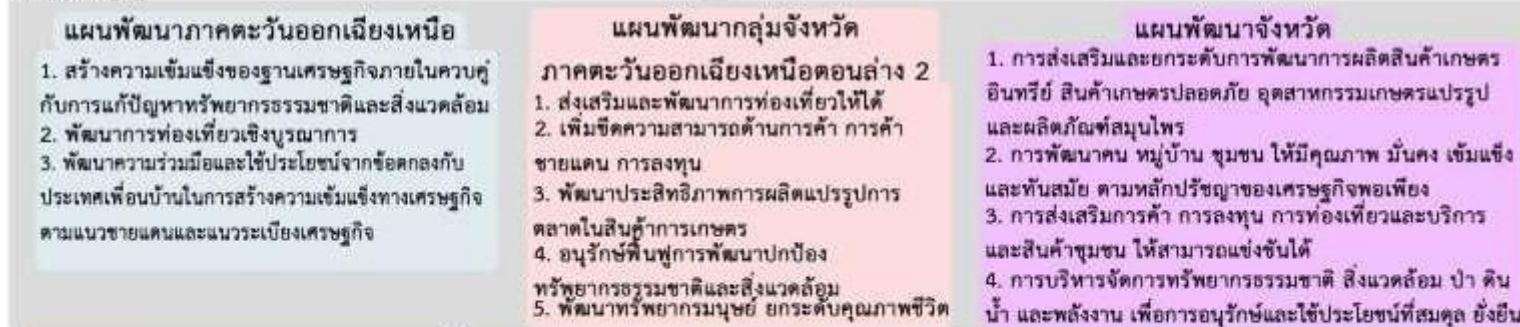 แผนพัฒนาภาคตะวันออกเฉียงเหนือ
1. สร้างความเข้มแข็งของฐานเศรษฐกิจภายในควบคู่
กับการแก้ปัญหาทรัพยากรธรรมชาติและสิ่งแวดล้อม
2. พัฒนาการท่องเที่ยวเชิงบูรณาการ
3. พัฒนาความร่วมมือและใช้ประโยชน์จากข้อตกลงกับ
ประเทศเพื่อนบ้านในการสร้างความเข้มแข็งทางเศรษฐกิจ
ตามแนวชายแดนและแนวระเบียงเศรษฐกิจ
แผนพัฒนากลุ่มจังหวัด
ภาคตะวันออกเฉียงเหนือตอนล่าง 2
1. ส่งเสริมและพัฒนาการท่องเที่ยวให้ได้
2. เพิ่มขีดความสามารถด้านการค้า การค้า
ชายแดน การลงทุน
3. พัฒนาประสิทธิภาพการผลิตแปรรูปการ
ตลาดในสินค้าการเกษตร
4. อนุรักษ์ฟื้นฟูการพัฒนาปกป้อง
ทรัพยากรธรรมชาติและสิ่งแวดล้อม
5. พัฒนาทรัพยากรมนุษย์ ยกระดับคุณภาพชีวิต
แผนพัฒนาจังหวัด
1. การส่งเสริมและยกระดับการพัฒนาการผลิตสินค้าเกษตร
อินทรีย์ สินค้าเกษตรปลอดภัย อุตสาหกรรมเกษตรแปรรูป
และผลิตภัณฑ์สมุนไพร
2. การพัฒนาคน หมู่บ้าน ชุมชน ให้มีคุณภาพ มั่นคง เข้มแข็ง
และทันสมัย ตามหลักปรัชญาของเศรษฐกิจพอเพียง
3. การส่งเสริมการค้า การลงทุน การท่องเที่ยวและบริการ
และสินค้าชุมชน ให้สามารถแข่งขันได้
4. การบริหารจัดการทรัพยากรธรรมชาติ สิ่งแวดล้อม ป่า ดิน
น้ำ และพลังงาน เพื่อการอนุรักษ์และใช้ประโยชน์ที่สมดุล ยั่งยืน